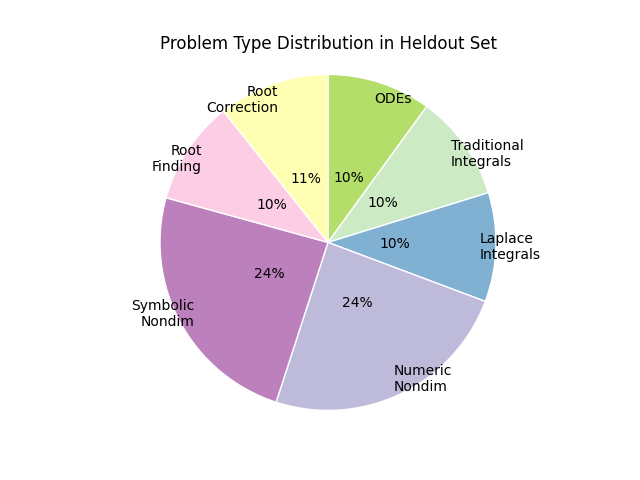 Problem Type Distribution in Heldout Set
Root
Correction
ODEs
Traditional
Integrals
Root
Finding
11%
10%
10%
10%
Laplace
Integrals
10%
24%
24%
Symbolic
Nondim
Numeric
Nondim